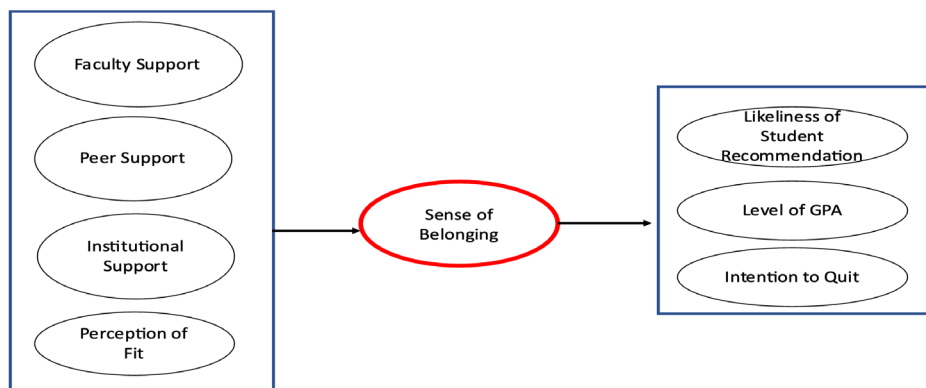 Faculty Support
Peer Support
Institutional
Support
Perception of
Fit
Sense of
Belonging
Likeliness of
Student
Recommendation
Level of GPA
Intention to Quit